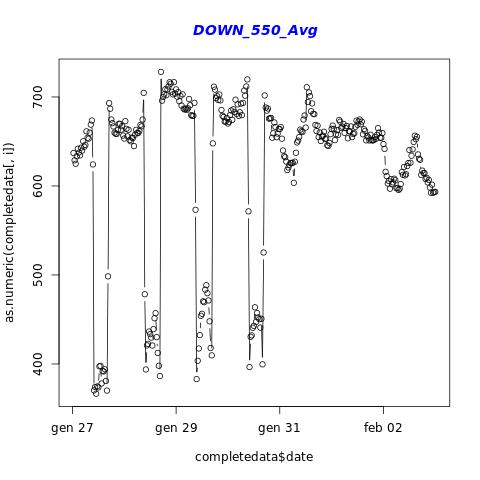 DOWN_550_Avg
as.numeric(completedata[, i])
700
600
500
400
gen 27 gen 29 gen 31 feb 02
completedata$date